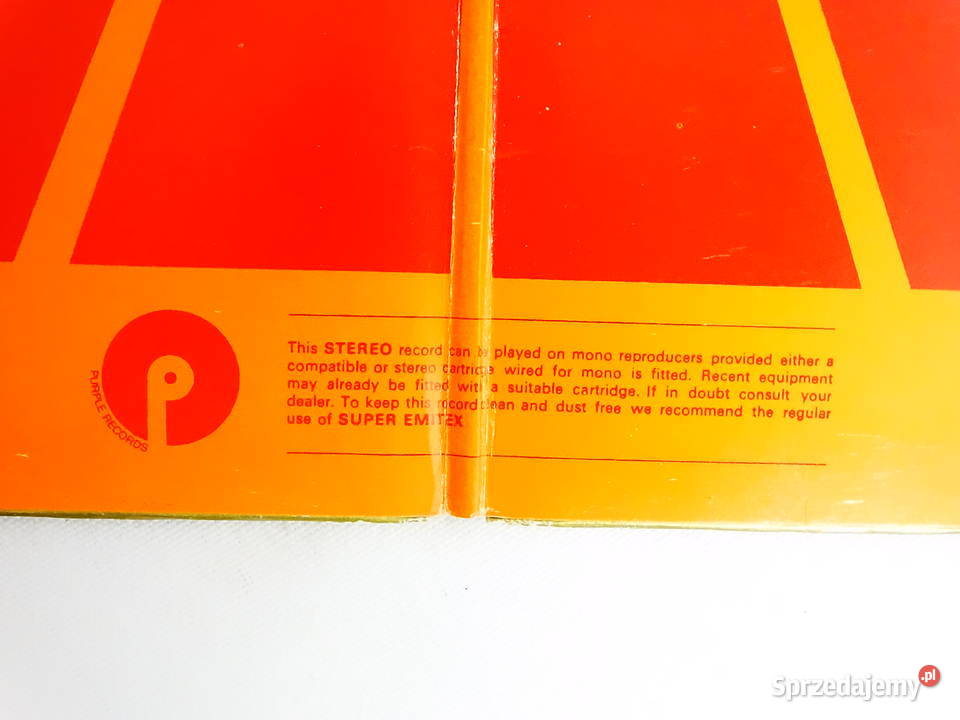 This STEREO record can be played on mono reproducers provided either a
compatible or stereo cartridge wired for mono is fitted. Recent equipment
may already be fitted with a suitable cartridge. If in doubt consult your
dealer. To keep this record clean and dust free we recommend the regular
use of SUPER EMITEX
PURPLE RECORDS
Sprzedajemy.pl